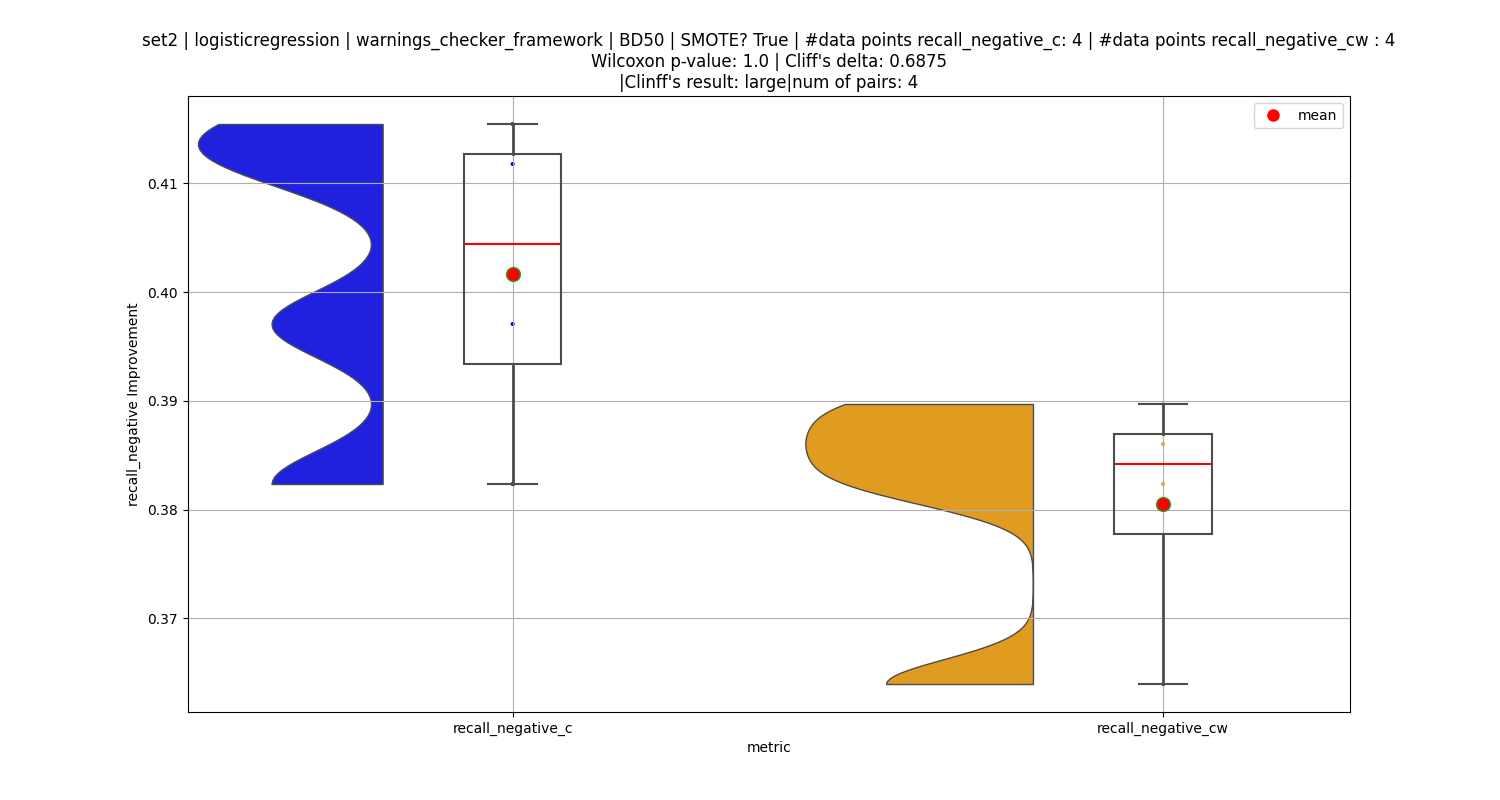 set2 | logisticregression | warnings_checker_framework | BD50 | SMOTE? True | #data points recall_negative_c: 4 | #data points recall_negative_cw : 4
Wilcoxon p-value: 1.0 | Cliff's delta: 0.6875
|Clinff's result: large|num of pairs: 4
mean
0.41
0.40
0.39
0.38
0.37
recall_negative Improvement
recall_negative_c
recall_negative_cw
metric